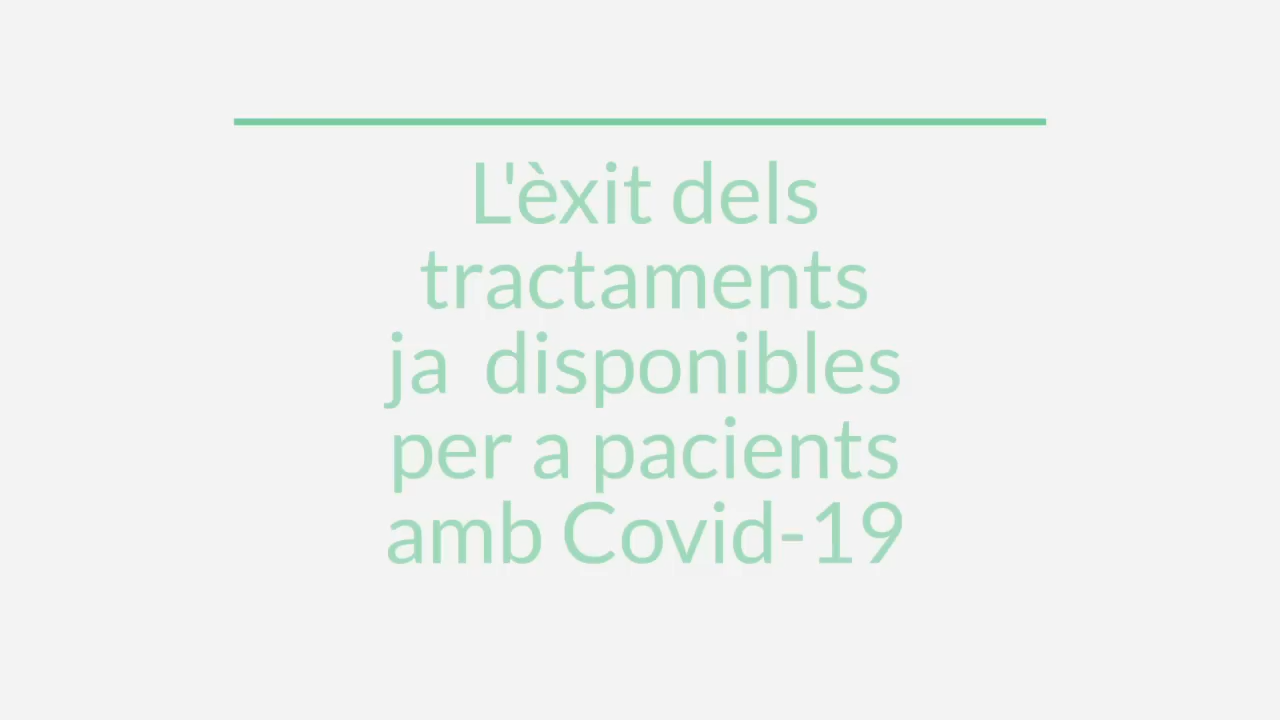 L'èxit dels
tractaments
ja  disponibles
per a pacients
amb Covid-19